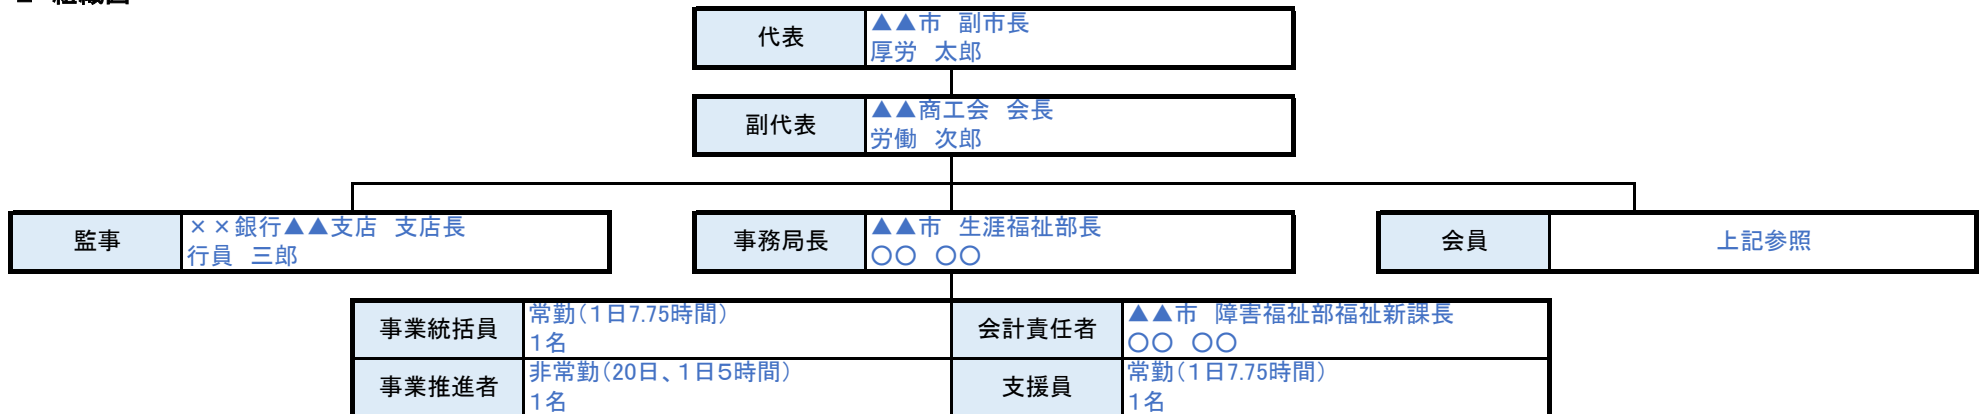 代表
▲▲市　副市長
厚労　太郎
副代表
▲▲商工会　会長
労働　次郎
監事
××銀行▲▲支店　支店長
行員　三郎
事務局長
▲▲市　生涯福祉部長
○○　○○
会員
上記参照
事業統括員
常勤（１日7.75時間）
１名
会計責任者
▲▲市　障害福祉部福祉新課長
○○　○○
事業推進者
非常勤（20日、１日５時間）
１名
支援員
常勤（１日7.75時間）
１名